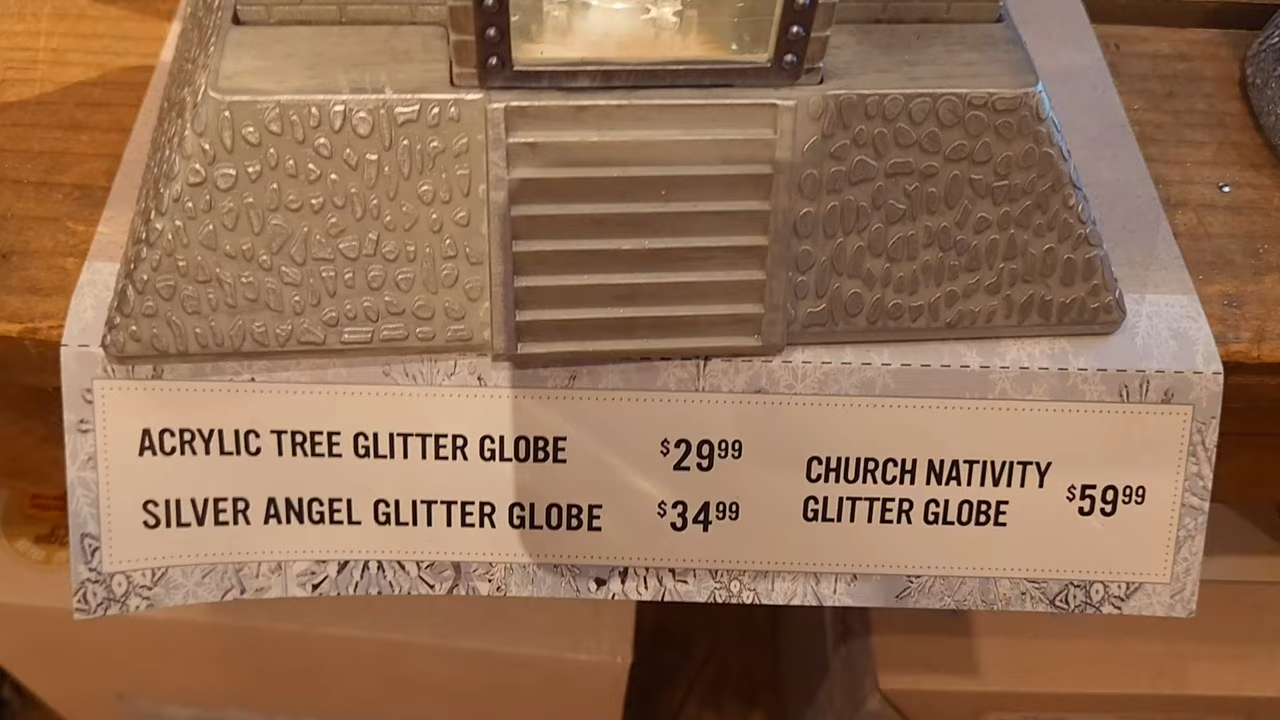 ACRYLIC TREE GLITTER GLOBE $29.99
SILVER ANGEL GLITTER GLOBE $34.99
CHURCH NATIVITY
GLITTER GLOBE $59.99